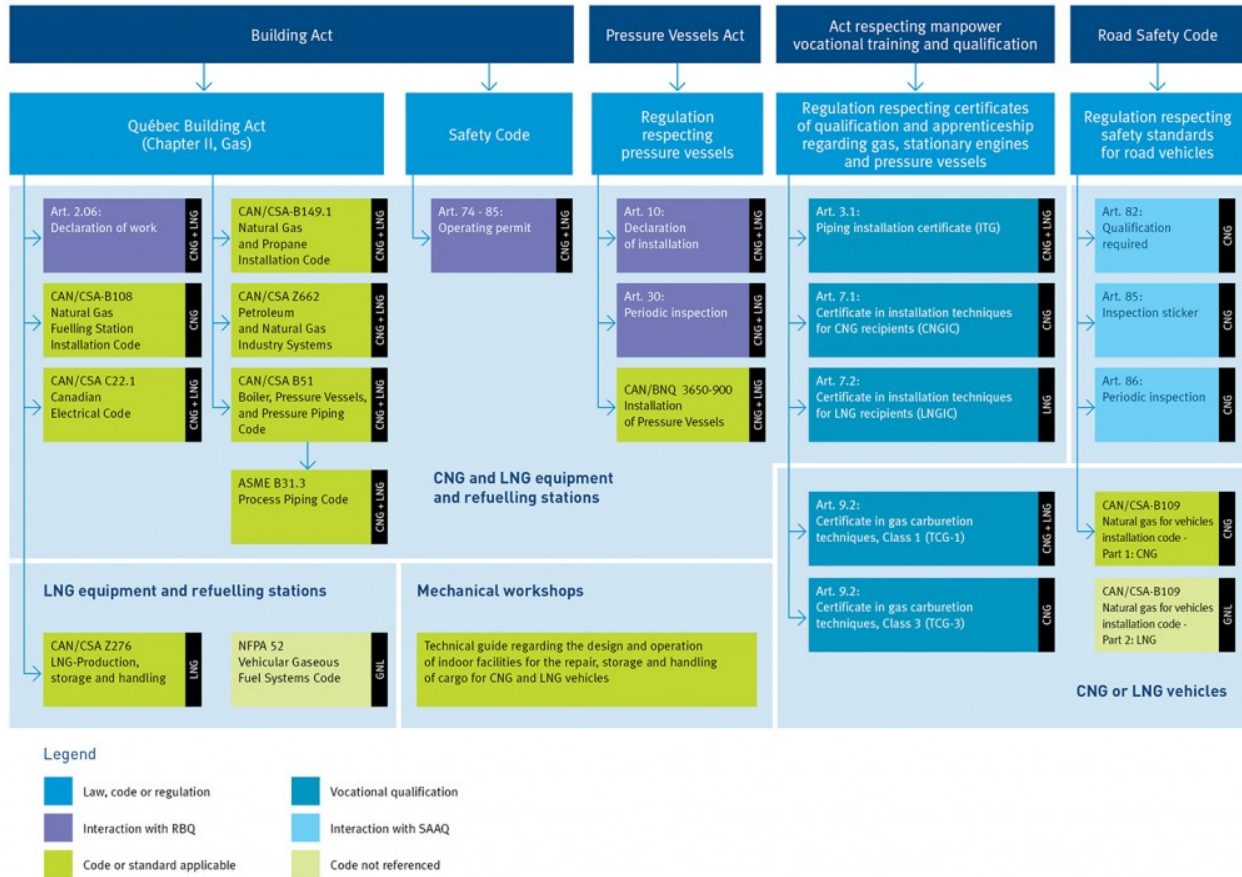 Building Act
Pressure Vessels Act
Act respecting manpower
vocational training and qualification
Road Safety Code
Québec Building Act
(Chapter II, Gas)
Safety Code
Regulation
respecting
pressure vessels
Regulation respecting certificates
of qualification and apprenticeship
regarding gas, stationary engines
and pressure vessels
Regulation respecting
safety standards
for road vehicles
Art. 2.06:
Declaration of work
CNG + LNG
CAN/CSA-B108
Natural Gas
Fuelling Station
Installation Code
CNG
CAN/CSA C22.1
Canadian
Electrical Code
CNG + LNG
CAN/CSA-B149.1
Natural Gas
and Propane
Installation Code
CNG + LNG
CAN/CSA Z662
Petroleum
and Natural Gas
Industry Systems
CNG + LNG
CAN/CSA B51
Boiler, Pressure Vessels,
and Pressure Piping
Code
CNG + LNG
ASME B31.3
Process Piping Code
CNG + LNG
Art. 74 - 85:
Operating permit
CNG + LNG
Art. 10:
Declaration
of installation
CNG + LNG
Art. 30:
Periodic inspection
CNG + LNG
CAN/BNQ 3650-900
Installation
of Pressure Vessels
CNG + LNG
CNG and LNG equipment
and refuelling stations
Art. 3.1:
Piping installation certificate (ITG)
CNG + LNG
Art. 7.1:
Certificate in installation techniques
for CNG recipients (CNGIC)
CNG
Art. 7.2:
Certificate in installation techniques
for LNG recipients (LNGIC)
LNG
Art. 82:
Qualification
required
CNG
Art. 85:
Inspection sticker
CNG
Art. 86:
Periodic inspection
CNG
Art. 9.2:
Certificate in gas carburetion
techniques, Class 1 (TCG-1)
CNG + LNG
Art. 9.2:
Certificate in gas carburetion
techniques, Class 3 (TCG-3)
CNG
CAN/CSA-B109
Natural gas for vehicles
installation code -
Part 1: CNG
CNG
CAN/CSA-B109
Natural gas for vehicles
installation code -
Part 2: LNG
GNL
CNG or LNG vehicles
LNG equipment and refuelling stations
CAN/CSA Z276
LNG-Production,
storage and handling
LNG
NFPA 52
Vehicular Gaseous
Fuel Systems Code
GNL
Mechanical workshops
Technical guide regarding the design and operation
of indoor facilities for the repair, storage and handling
of cargo for CNG and LNG vehicles
Legend
Law, code or regulation
Vocational qualification
Interaction with RBQ
Interaction with SAAQ
Code or standard applicable
Code not referenced